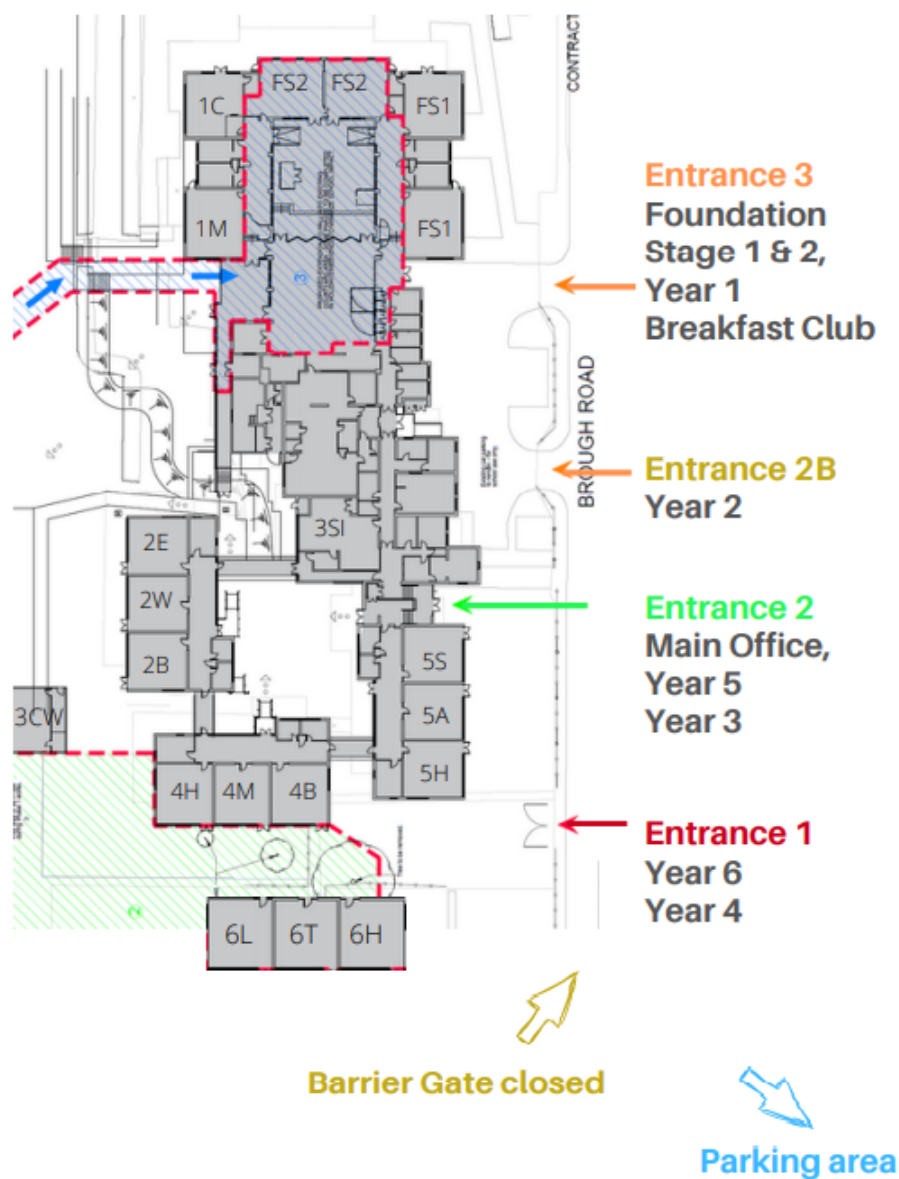 CONTRACT
FS2
FS2
1C
FS1
1M
FS1
3
Entrance 3
Foundation
Stage 1 & 2,
Year 1
Breakfast Club
BROUGH ROAD
Entrance 2B
Year 2
3SI
2E
2W
2B
Entrance 2
Main Office,
Year 5
Year 3
5S
5A
5H
3CW
4H
4M
4B
Entrance 1
Year 6
Year 4
2
6L
6T
6H
Barrier Gate closed
Parking area